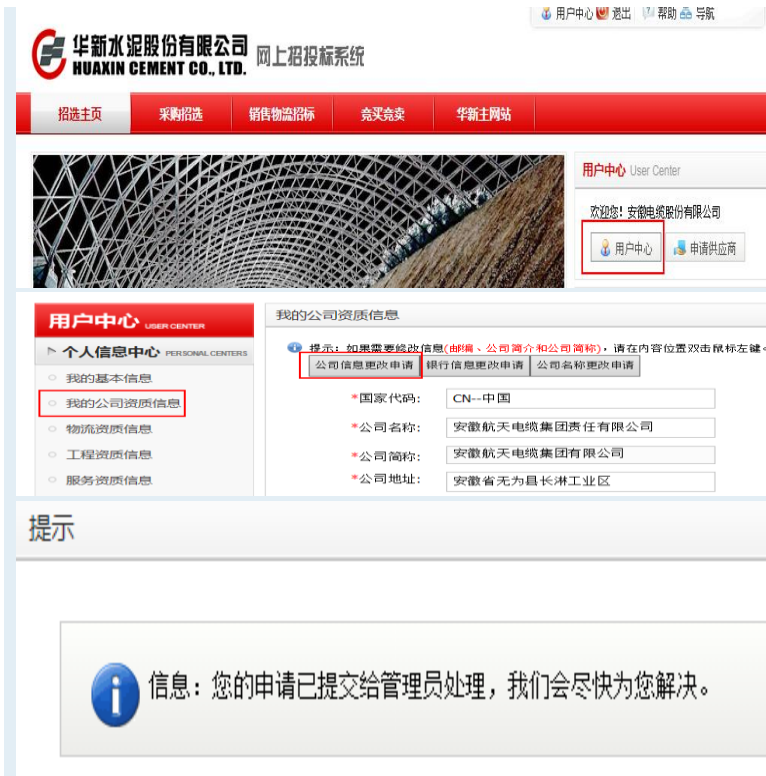 用户中心 退出 帮助 导航
华新水泥股份有限公司
HUAXIN CEMENT CO., LTD.
网上招投标系统
招选主页 采购招选 销售物流招标 竞买竞卖 华新主网站
用户中心 User Center
欢迎您！安徽电缆股份有限公司
用户中心 申请供应商
用户中心 USER CENTER
个人信息中心 PERSONAL CENTERS
我的基本信息
我的公司资质信息
物流资质信息
工程资质信息
服务资质信息
我的公司资质信息
提示：如果需要修改信息(邮编、公司简介和公司简称)，请在内容位置双击鼠标左键
公司信息更改申请 银行信息更改申请 公司名称更改申请
*国家代码： CN--中国
*公司名称： 安徽航天电缆集团责任有限公司
*公司简称： 安徽航天电缆集团有限公司
*公司地址： 安徽省无为县长淋工业区
提示
信息：您的申请已提交给管理员处理，我们会尽快为您解决。